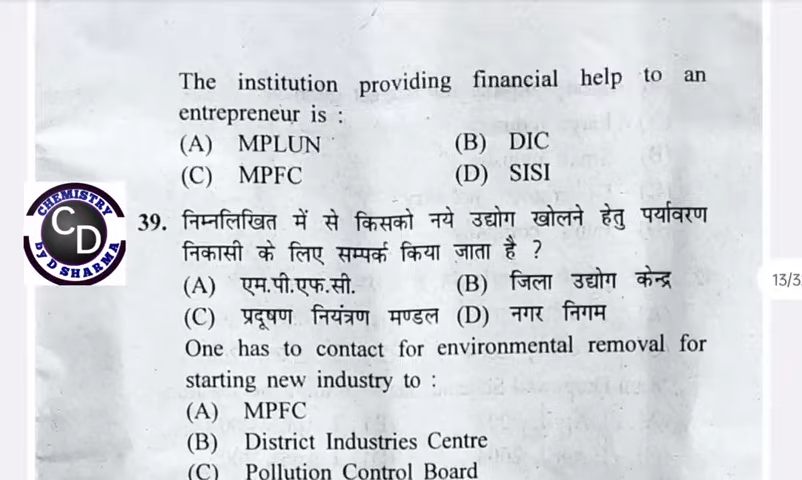 The institution providing financial help to an
entrepreneur is :
(A) MPLUN (B) DIC
(C) MPFC (D) SISI
39. निम्नलिखित में से किसको नये उद्योग खोलने हेतु पर्यावरण
निकासी के लिए सम्पर्क किया जाता है ?
(A) एम.पी.एफ.सी. (B) जिला उद्योग केन्द्र
(C) प्रदूषण नियंत्रण मण्डल (D) नगर निगम
One has to contact for environmental removal for
starting new industry to :
(A) MPFC
(B) District Industries Centre
(C) Pollution Control Board
CHEMISTRY
CD
BY D SHARMA
13/3